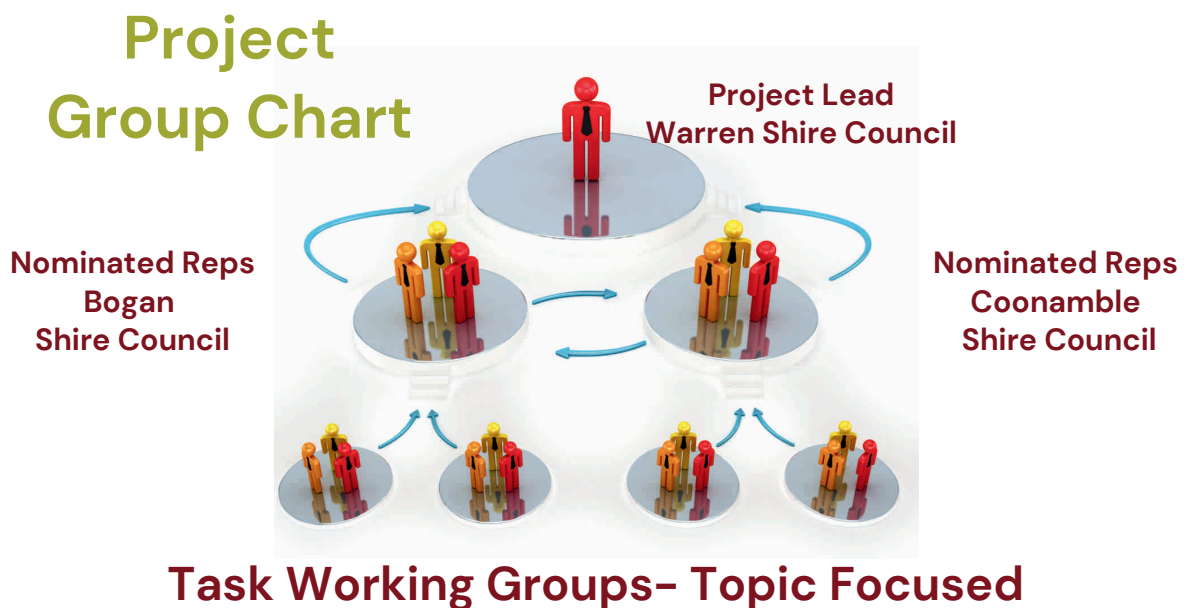 Project
Group Chart
Project Lead
Warren Shire Council
Nominated Reps
Bogan
Shire Council
Nominated Reps
Coonamble
Shire Council
Task Working Groups- Topic Focused